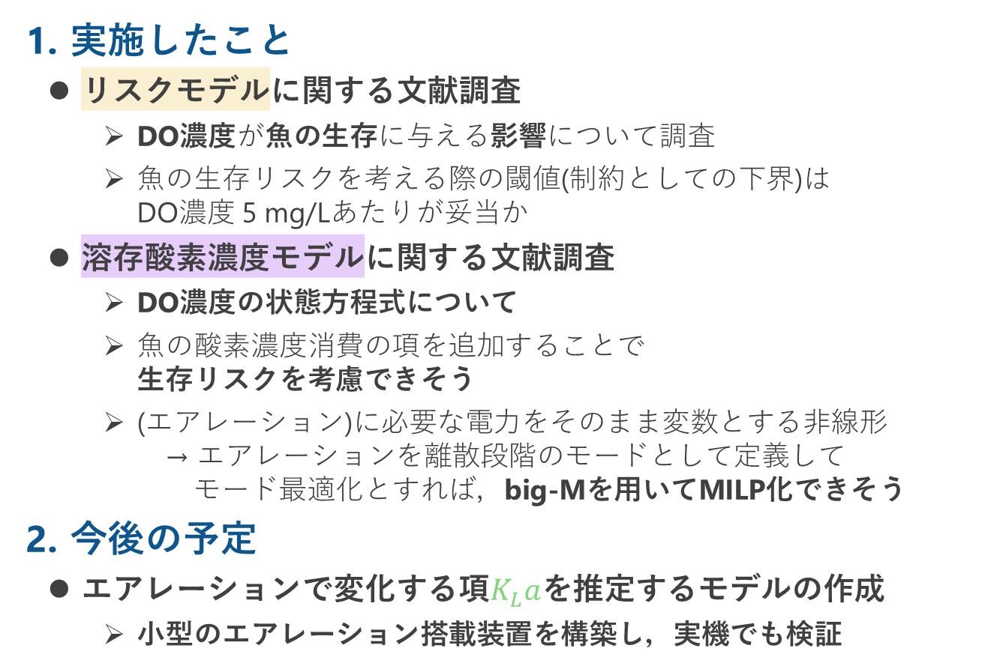 1. 実施したこと
● リスクモデルに関する文献調査
➢ DO濃度が魚の生存に与える影響について調査
➢ 魚の生存リスクを考える際の閾値(制約としての下界)は
DO濃度 5 mg/Lあたりが妥当か
● 溶存酸素濃度モデルに関する文献調査
➢ DO濃度の状態方程式について
➢ 魚の酸素濃度消費の項を追加することで
生存リスクを考慮できそう
➢ (エアレーション)に必要な電力をそのまま変数とする非線形
→ エアレーションを離散段階のモードとして定義して
モード最適化とすれば，big-Mを用いてMILP化できそう
2. 今後の予定
● エアレーションで変化する項K_L aを推定するモデルの作成
➢ 小型のエアレーション搭載装置を構築し，実機でも検証